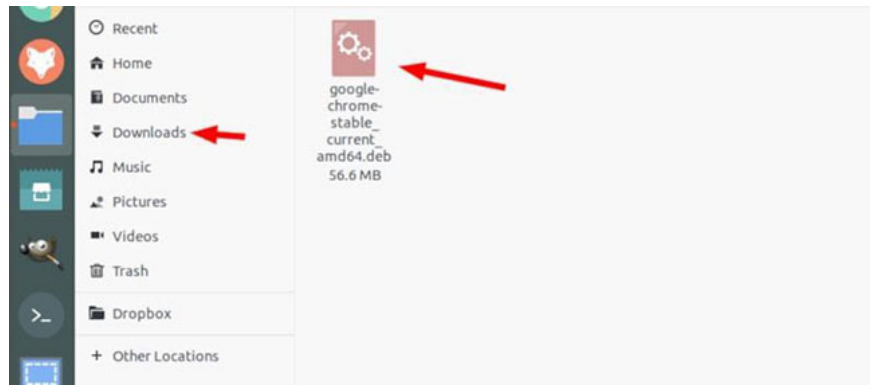 Recent
Home
Documents
Downloads
Music
Pictures
Videos
Trash
Dropbox
+ Other Locations
google-
chrome-
stable_
current_
amd64.deb
56.6 MB
>_